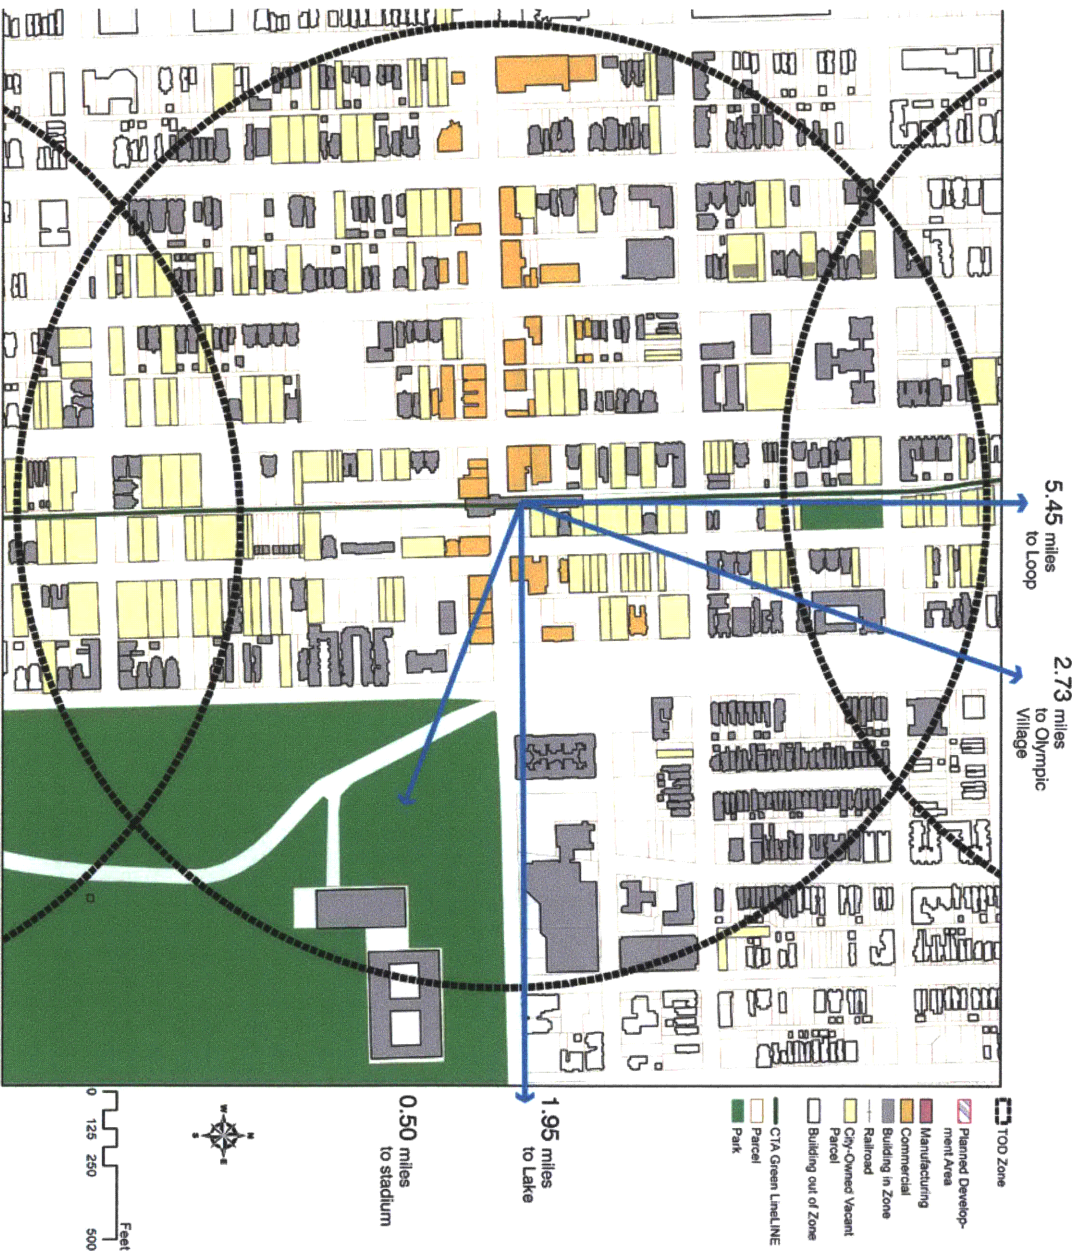 5.45 miles
to Loop
2.73 miles
to Olympic
Village
1.95 miles
to Lake
0.50 miles
to stadium
TOD Zone
Planned Develop-
ment Area
Manufacturing
Commercial
Building in Zone
Railroad
City-Owned Vacant
Parcel
Building out of Zone
CTA Green LineLINE
Parcel
Park
N
W
E
S
0 125 250 500
Feet